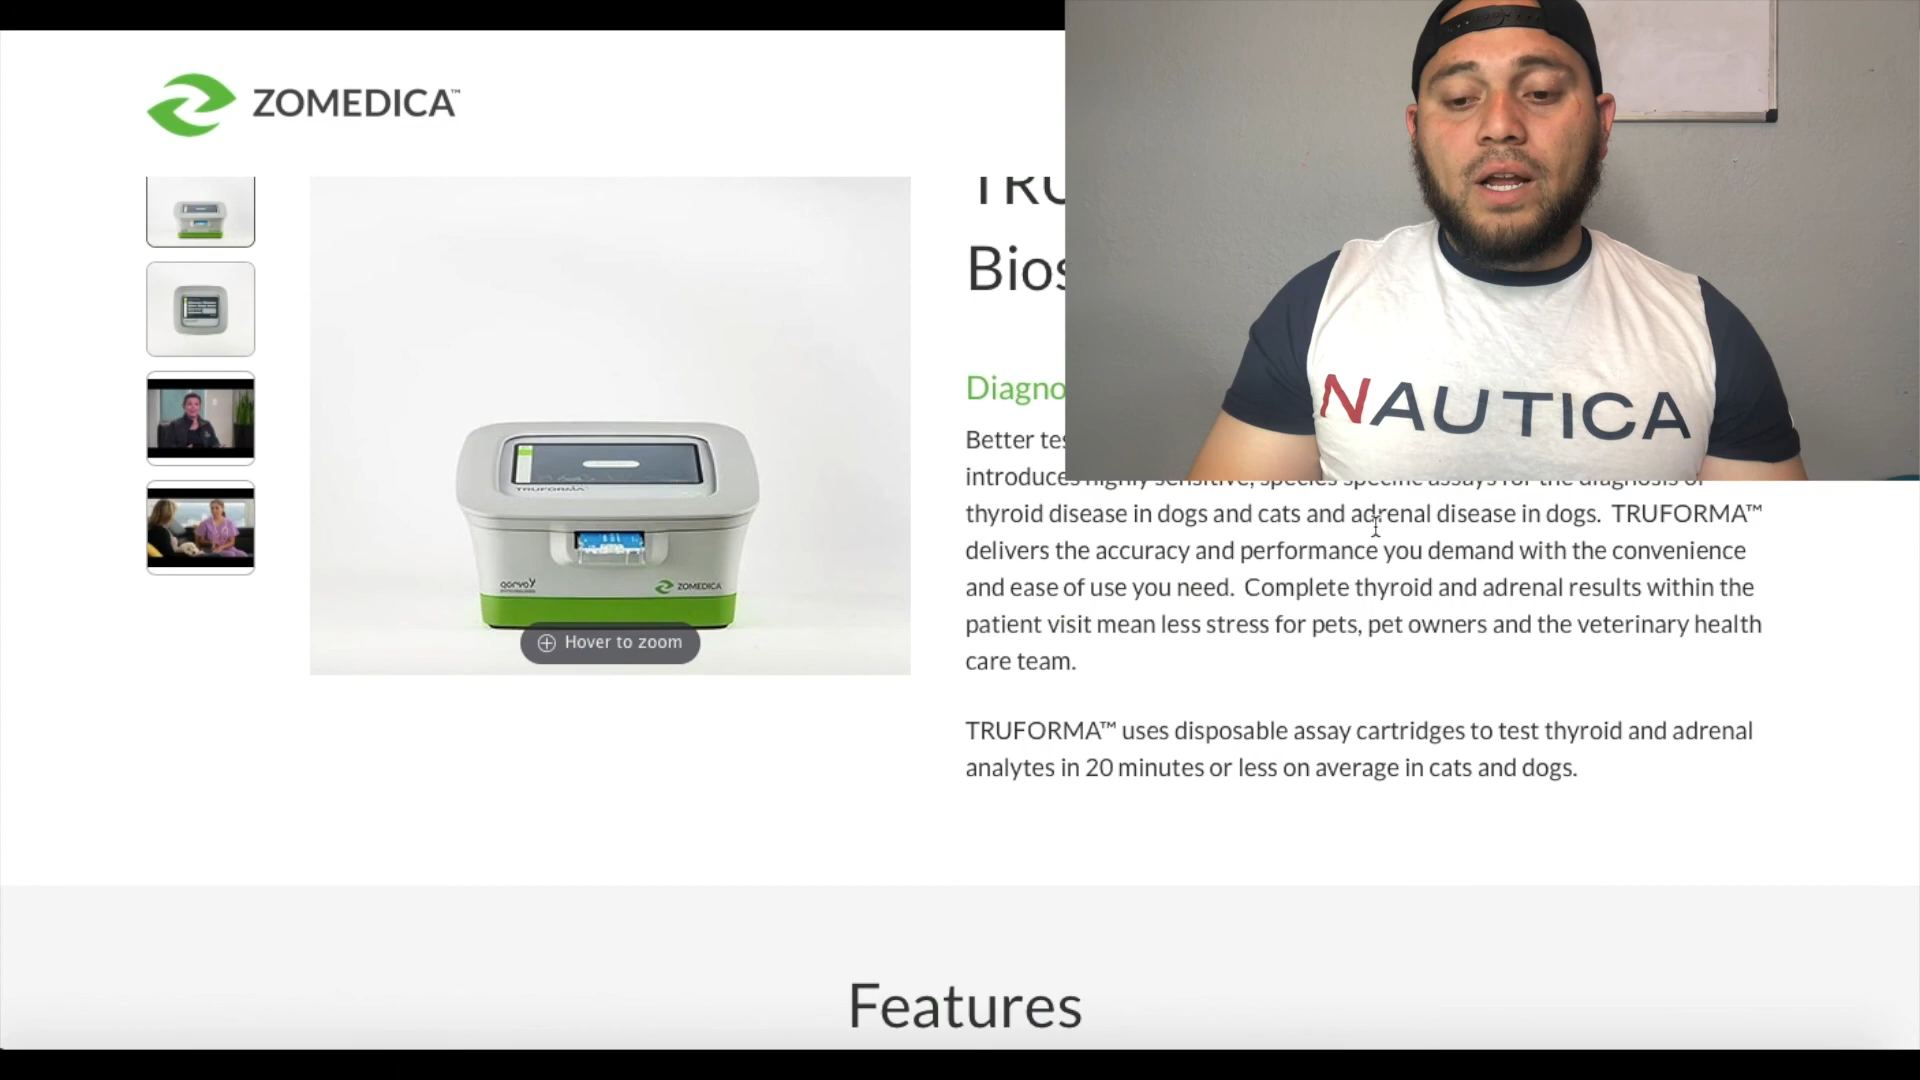 ZOMEDICA™
Bios
Diagno
Better tes
introduces highly sensitive, species specific assays for the diagnosis of
thyroid disease in dogs and cats and adrenal disease in dogs. TRUFORMA™
delivers the accuracy and performance you demand with the convenience
and ease of use you need. Complete thyroid and adrenal results within the
patient visit mean less stress for pets, pet owners and the veterinary health
care team.
TRUFORMA™ uses disposable assay cartridges to test thyroid and adrenal
analytes in 20 minutes or less on average in cats and dogs.
TRUFORMA
QORVO
ZOMEDICA
Hover to zoom
Features
NAUTICA